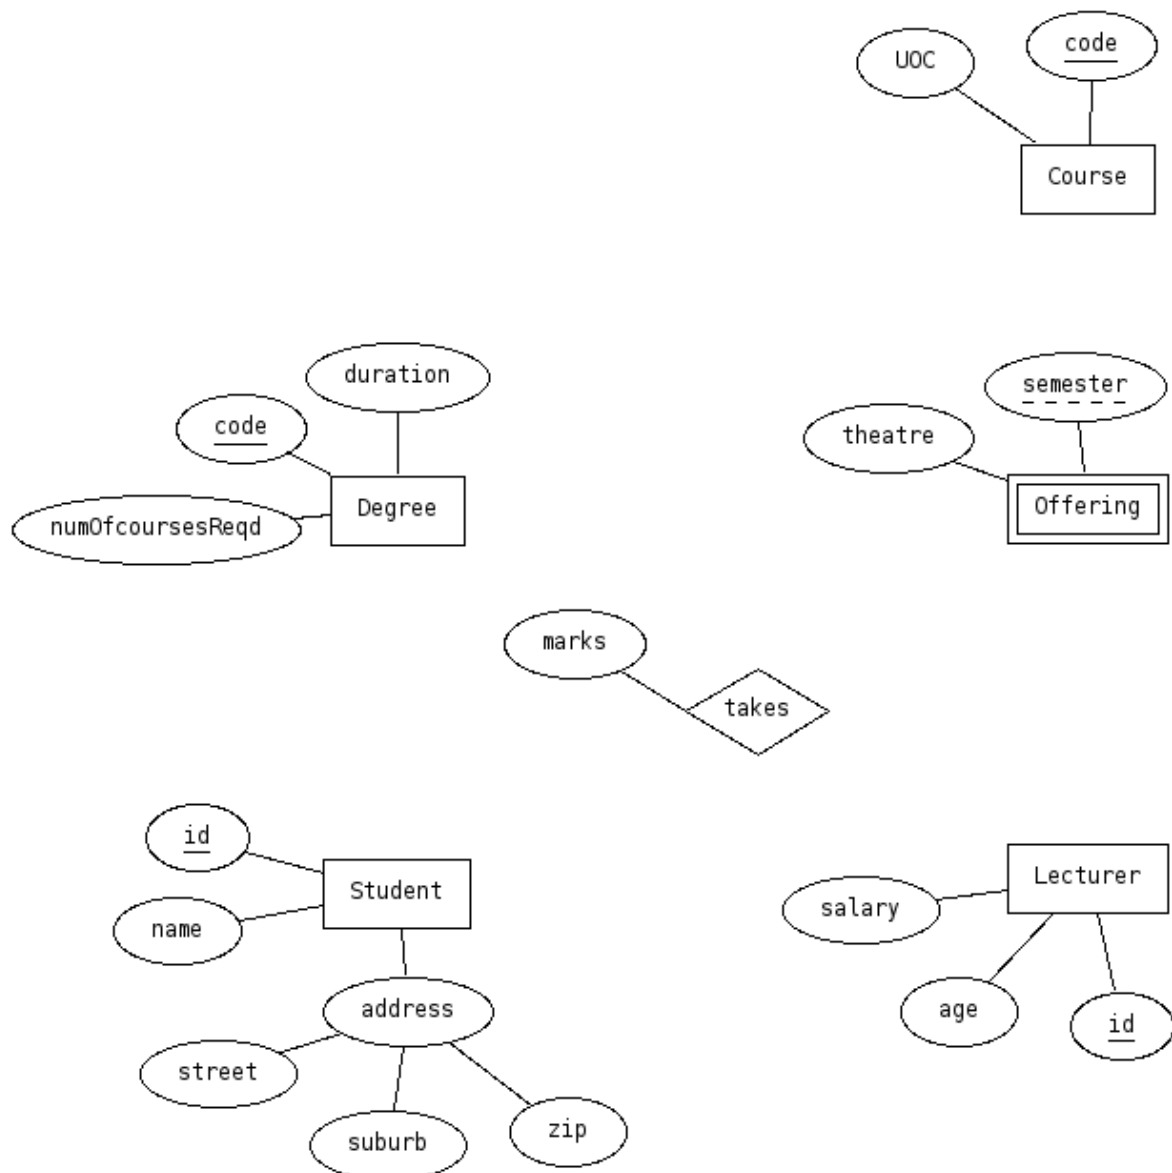 UOC
code
Course
duration
code
numOfcoursesReqd
Degree
semester
theatre
Offering
marks
takes
id
name
Student
address
street
suburb
zip
Lecturer
salary
age
id